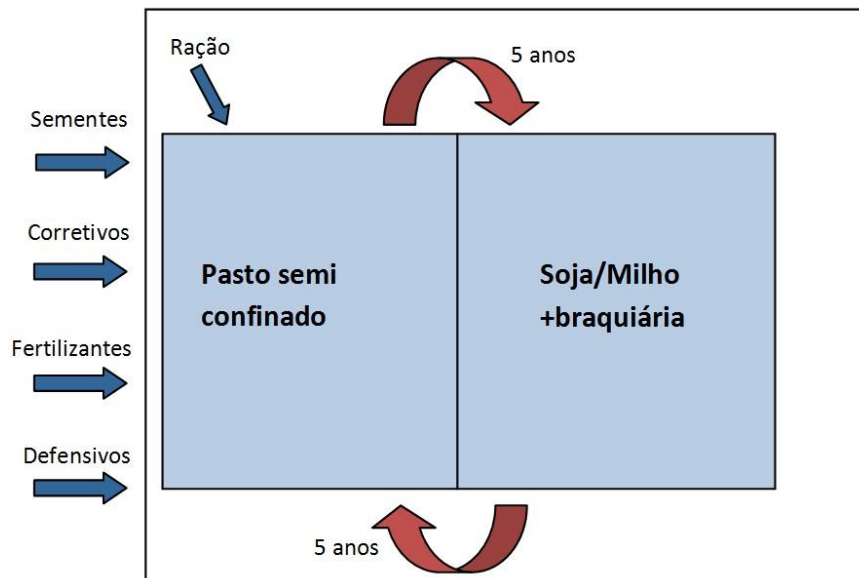 Ração
5 anos
Sementes
Corretivos
Fertilizantes
Defensivos
Pasto semi
confinado
Soja/Milho
+braquiária
5 anos